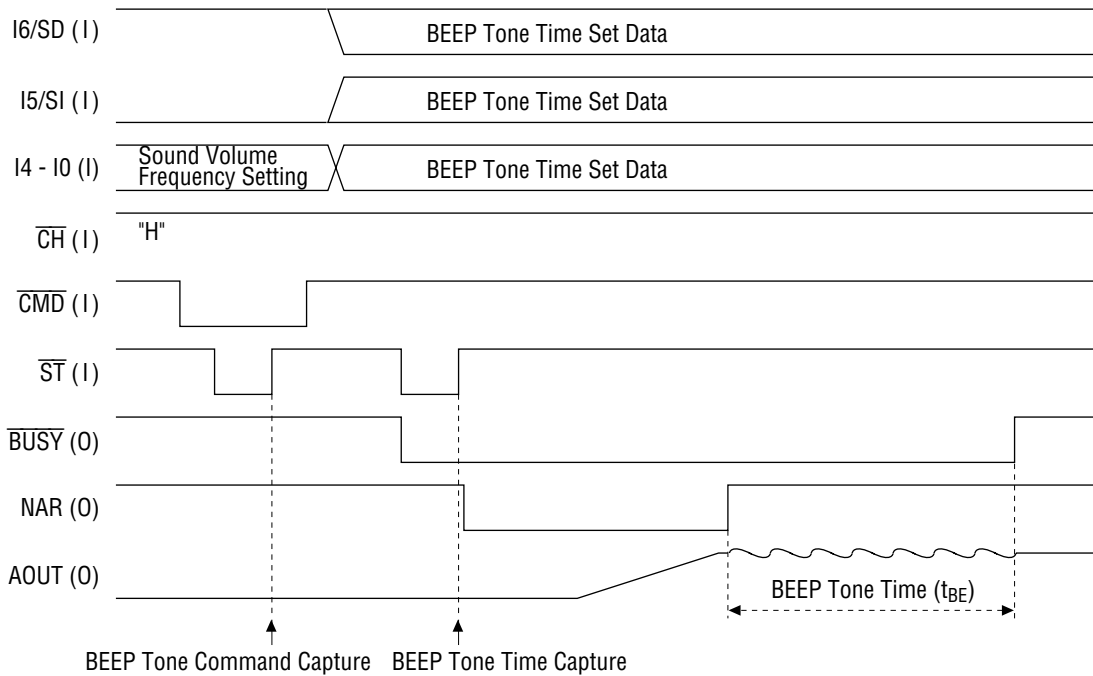 I6/SD (I)
BEEP Tone Time Set Data
I5/SI (I)
BEEP Tone Time Set Data
I4 - I0 (I)
Sound Volume
Frequency Setting
BEEP Tone Time Set Data
CH (I)
"H"
CMD (I)
ST (I)
BUSY (O)
NAR (O)
AOUT (O)
BEEP Tone Time (tBE)
BEEP Tone Command Capture
BEEP Tone Time Capture